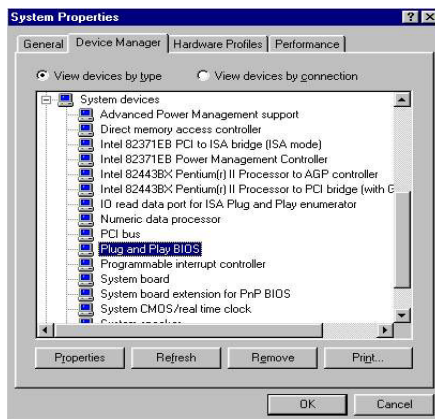 System Properties
General Device Manager Hardware Profiles Performance
View devices by type View devices by connection
System devices
Advanced Power Management support
Direct memory access controller
Intel 82371EB PCI to ISA bridge (ISA mode)
Intel 82371EB Power Management Controller
Intel 82443BX Pentium(r) II Processor to AGP controller
Intel 82443BX Pentium(r) II Processor to PCI bridge (with G
IO read data port for ISA Plug and Play enumerator
Numeric data processor
PCI bus
Plug and Play BIOS
Programmable interrupt controller
System board
System board extension for PnP BIOS
System CMOS/real time clock
System speaker
Properties Refresh Remove Print...
OK Cancel